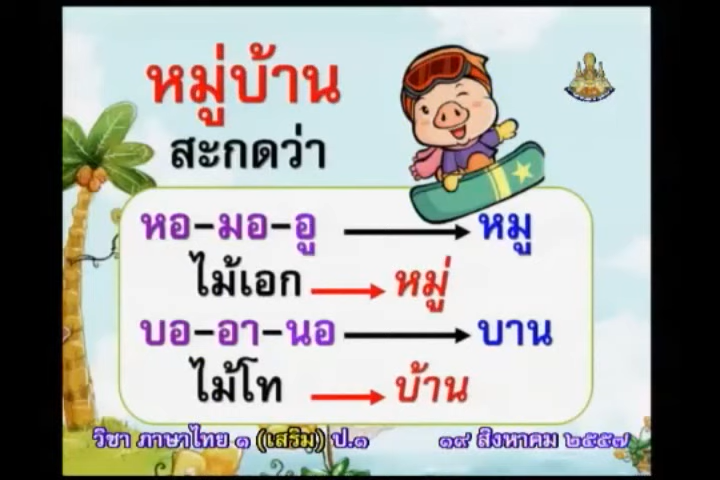 หมู่บ้าน
สะกดว่า
หอ-มอ-อู → หมู
ไม้เอก → หมู่
บอ-อา-นอ → บาน
ไม้โท → บ้าน
วิชา ภาษาไทย ๑ (เสริม) ป.๑ ๑๙ สิงหาคม ๒๕๕๗